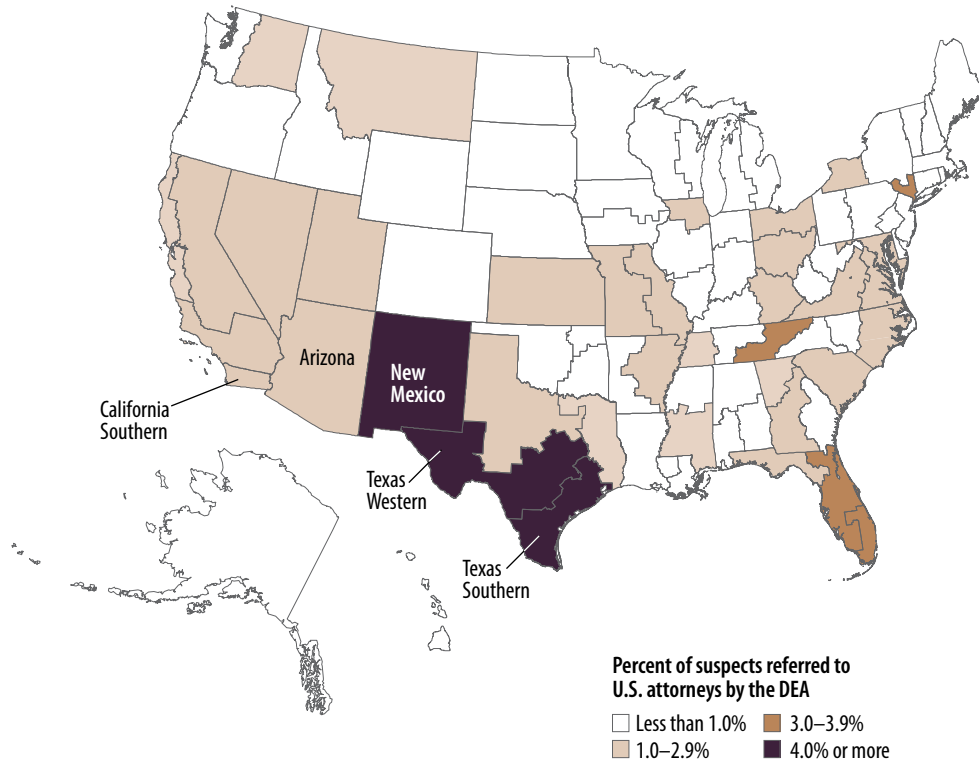 Arizona
New
Mexico
California
Southern
Texas
Western
Texas
Southern
Percent of suspects referred to
U.S. attorneys by the DEA
Less than 1.0%
3.0–3.9%
1.0–2.9%
4.0% or more